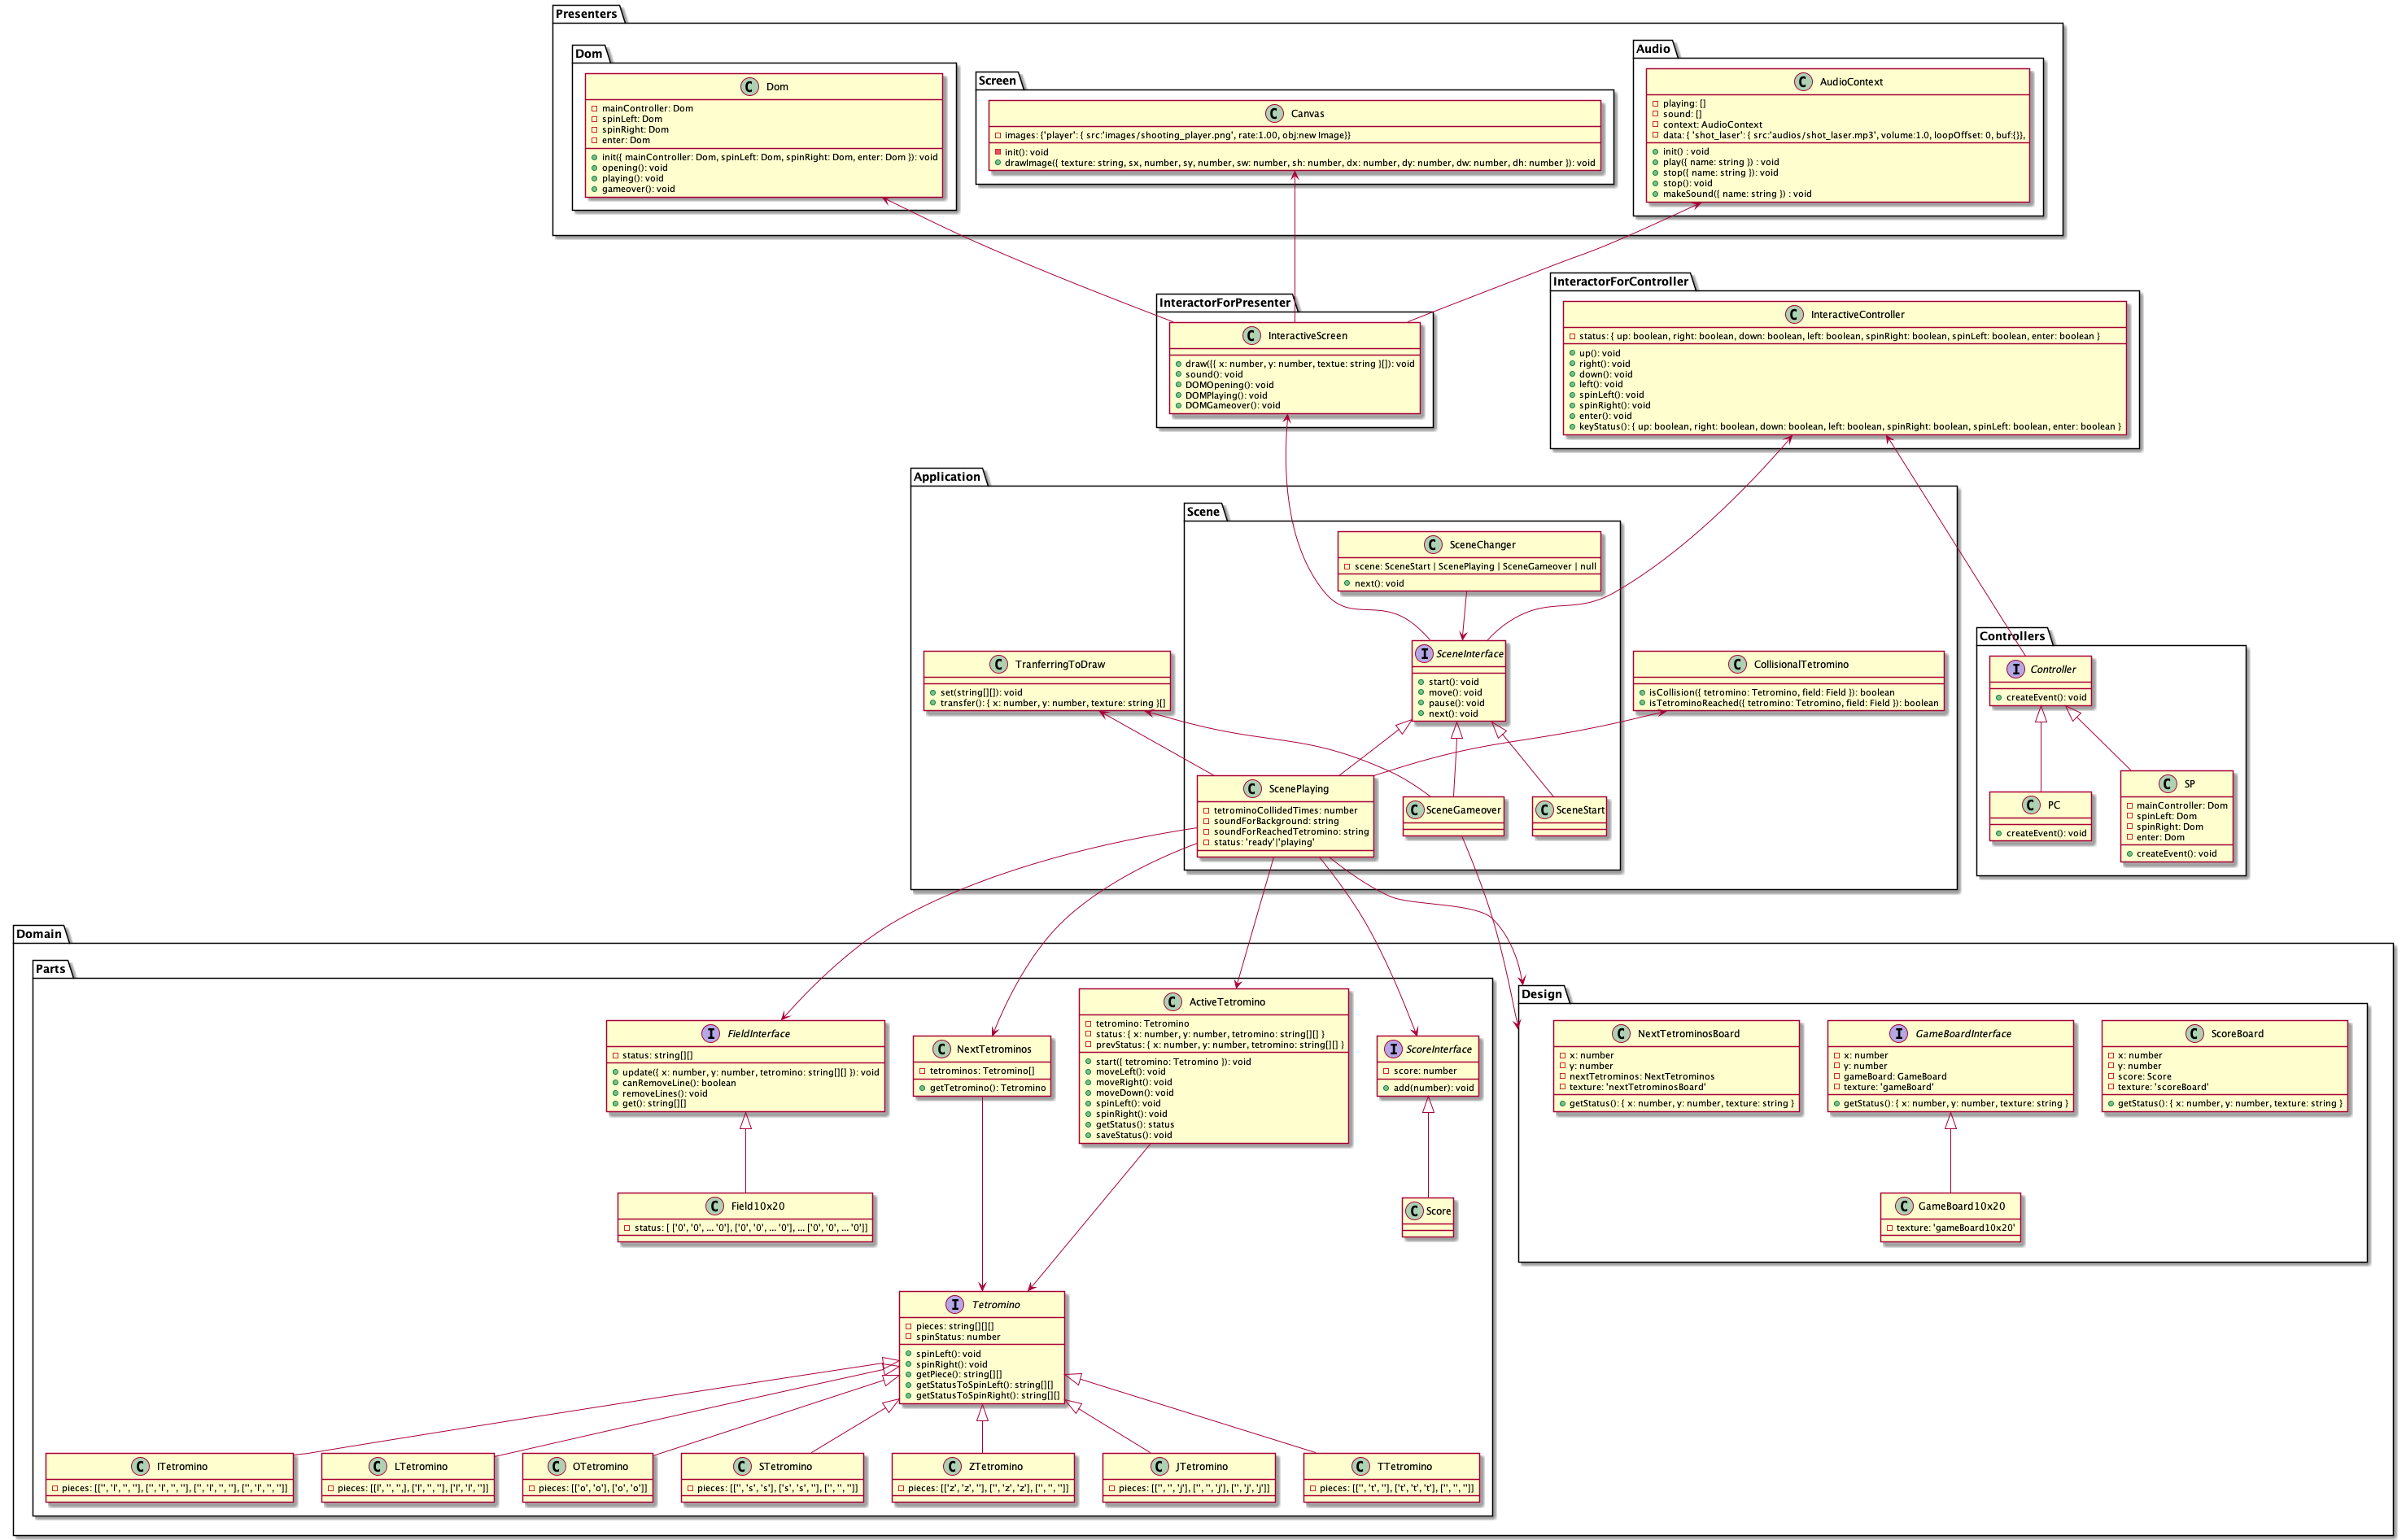 Presenters
Dom
Dom
mainController: Dom
spinLeft: Dom
spinRight: Dom
enter: Dom
init({ mainController: Dom, spinLeft: Dom, spinRight: Dom, enter: Dom }): void
opening(): void
playing(): void
gameover(): void
Screen
Canvas
images: {'player': { src:'images/shooting_player.png', rate:1.00, obj:new Image}}
init(): void
drawImage({ texture: string, sx, number, sy, number, sw: number, sh: number, dx: number, dy: number, dw: number, dh: number }): void
Audio
AudioContext
playing: []
sound: []
context: AudioContext
data: { 'shot_laser': { src:'audios/shot_laser.mp3', volume:1.0, loopOffset: 0, buf:{}},
init() : void
play({ name: string }) : void
stop({ name: string }): void
stop(): void
makeSound({ name: string }) : void
InteractorForPresenter
InteractiveScreen
draw([{ x: number, y: number, textue: string }[]): void
sound(): void
DOMOpening(): void
DOMPlaying(): void
DOMGameover(): void
InteractorForController
InteractiveController
status: { up: boolean, right: boolean, down: boolean, left: boolean, spinRight: boolean, spinLeft: boolean, enter: boolean }
up(): void
right(): void
down(): void
left(): void
spinLeft(): void
spinRight(): void
enter(): void
keyStatus(): { up: boolean, right: boolean, down: boolean, left: boolean, spinRight: boolean, spinLeft: boolean, enter: boolean }
Application
Scene
SceneChanger
scene: SceneStart | ScenePlaying | SceneGameover | null
next(): void
TranferringToDraw
set(string[][]): void
transfer(): { x: number, y: number, texture: string }[]
SceneInterface
start(): void
move(): void
pause(): void
next(): void
CollisionalTetromino
isCollision({ tetromino: Tetromino, field: Field }): boolean
isTetrominoReached({ tetromino: Tetromino, field: Field }): boolean
ScenePlaying
tetrominoCollidedTimes: number
soundForBackground: string
soundForReachedTetromino: string
status: 'ready'|'playing'
SceneGameover
SceneStart
Controllers
Controller
createEvent(): void
PC
createEvent(): void
SP
mainController: Dom
spinLeft: Dom
spinRight: Dom
enter: Dom
createEvent(): void
Domain
Parts
FieldInterface
status: string[][]
update({ x: number, y: number, tetromino: string[][] }): void
canRemoveLine(): boolean
removeLines(): void
get(): string[][]
NextTetrominos
tetrominos: Tetromino[]
getTetromino(): Tetromino
ActiveTetromino
tetromino: Tetromino
status: { x: number, y: number, tetromino: string[][] }
prevStatus: { x: number, y: number, tetromino: string[][] }
start({ tetromino: Tetromino }): void
moveLeft(): void
moveRight(): void
moveDown(): void
spinLeft(): void
spinRight(): void
getStatus(): status
saveStatus(): void
ScoreInterface
score: number
add(number): void
Field10x20
status: [ ['0', '0', ... '0'], ['0', '0', ... '0'], ... ['0', '0', ... '0']]
Score
Design
NextTetrominosBoard
x: number
y: number
nextTetrominos: NextTetrominos
texture: 'nextTetrominosBoard'
getStatus(): { x: number, y: number, texture: string }
GameBoardInterface
x: number
y: number
gameBoard: GameBoard
texture: 'gameBoard'
getStatus(): { x: number, y: number, texture: string }
ScoreBoard
x: number
y: number
score: Score
texture: 'scoreBoard'
getStatus(): { x: number, y: number, texture: string }
GameBoard10x20
texture: 'gameBoard10x20'
Tetromino
pieces: string[][][]
spinStatus: number
spinLeft(): void
spinRight(): void
getPiece(): string[][]
getStatusToSpinLeft(): string[][]
getStatusToSpinRight(): string[][]
ITetromino
pieces: [['', 'I', '', ''], ['', 'I', '', ''], ['', 'I', '', ''], ['', 'I', '', '']]
LTetromino
pieces: [[l', '', '',], ['l', '', ''], ['l', 'l', '']]
OTetromino
pieces: [['o', 'o'], ['o', 'o']]
STetromino
pieces: [['', 's', 's'], ['s', 's', ''], ['', '', '']]
ZTetromino
pieces: [['z', 'z', ''], ['', 'z', 'z'], ['', '', '']]
JTetromino
pieces: [['', '', 'j'], ['', '', 'j'], ['', 'j', 'j']]
TTetromino
pieces: [['', 't', ''], ['t', 't', 't'], ['', '', '']]